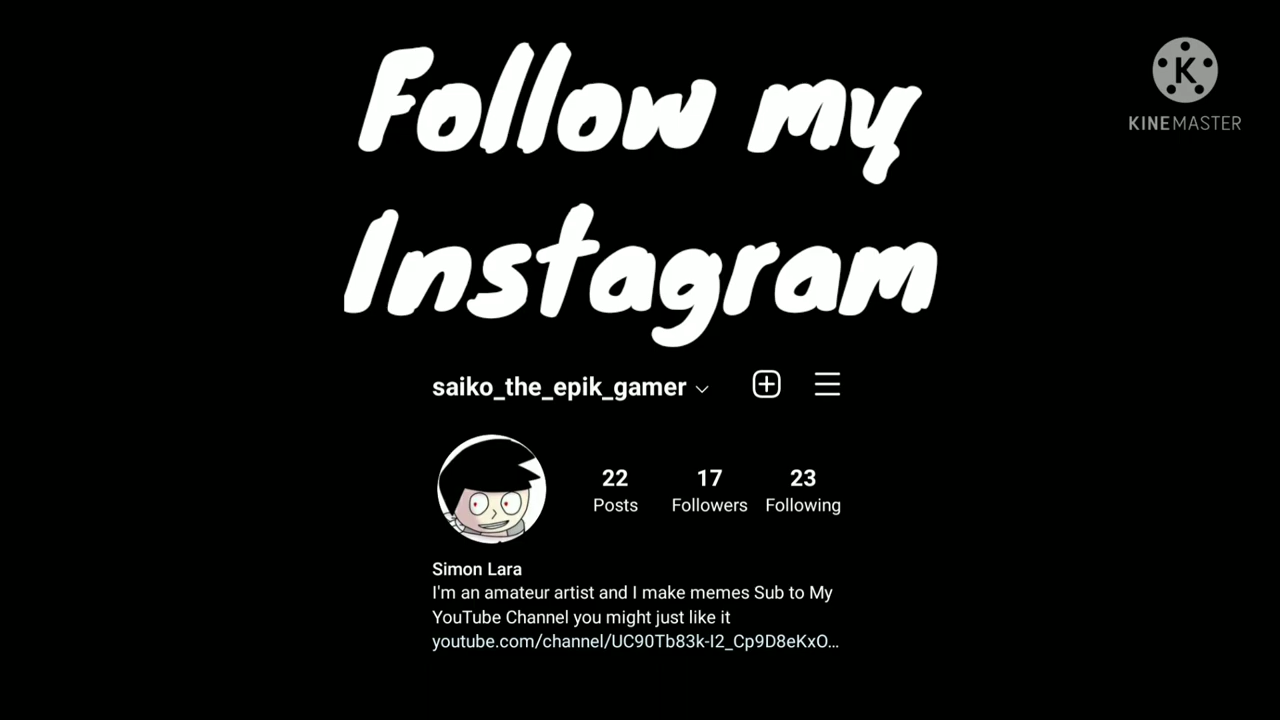 Follow my
Instagram
K
KINEMASTER
saiko_the_epik_gamer
22 17 23
Posts Followers Following
Simon Lara
I'm an amateur artist and I make memes Sub to My
YouTube Channel you might just like it
youtube.com/channel/UC90Tb83k-I2_Cp9D8eKxO...